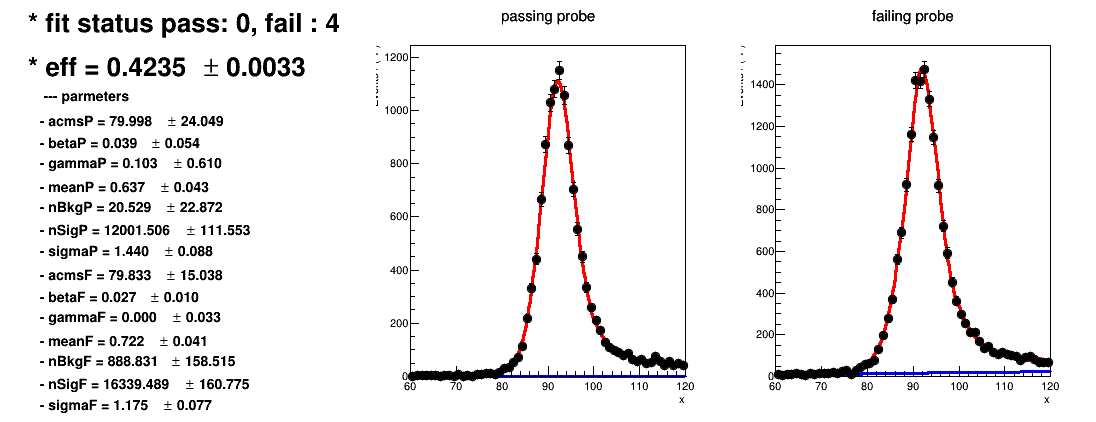 * fit status pass: 0, fail : 4
* eff = 0.4235 ± 0.0033
--- parmeters
- acmsP = 79.998 ± 24.049
- betaP = 0.039 ± 0.054
- gammaP = 0.103 ± 0.610
- meanP = 0.637 ± 0.043
- nBkgP = 20.529 ± 22.872
- nSigP = 12001.506 ± 111.553
- sigmaP = 1.440 ± 0.088
- acmsF = 79.833 ± 15.038
- betaF = 0.027 ± 0.010
- gammaF = 0.000 ± 0.033
- meanF = 0.722 ± 0.041
- nBkgF = 888.831 ± 158.515
- nSigF = 16339.489 ± 160.775
- sigmaF = 1.175 ± 0.077
passing probe
1200
1000
800
600
400
200
0
60 70 80 90 100 110 120
x
failing probe
1400
1200
1000
800
600
400
200
0
60 70 80 90 100 110 120
x